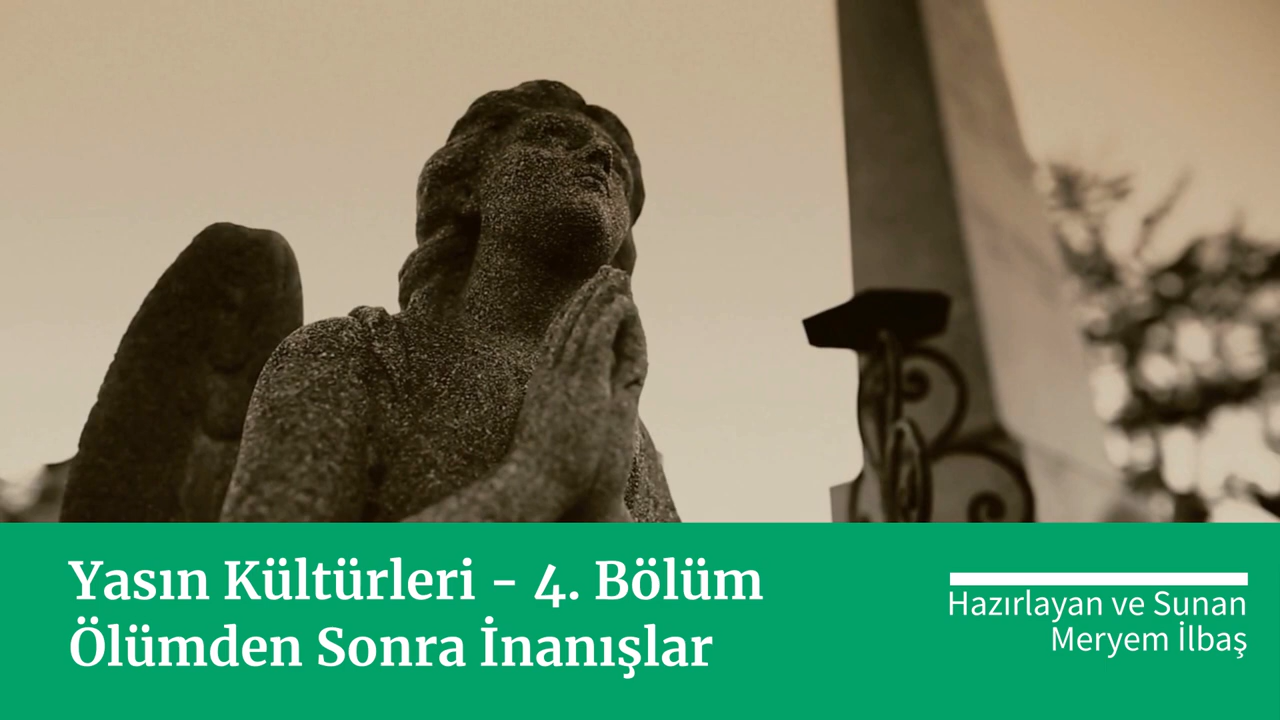 Yasın Kültürleri - 4. Bölüm
Ölümden Sonra İnanışlar
Hazırlayan ve Sunan
Meryem İlbaş